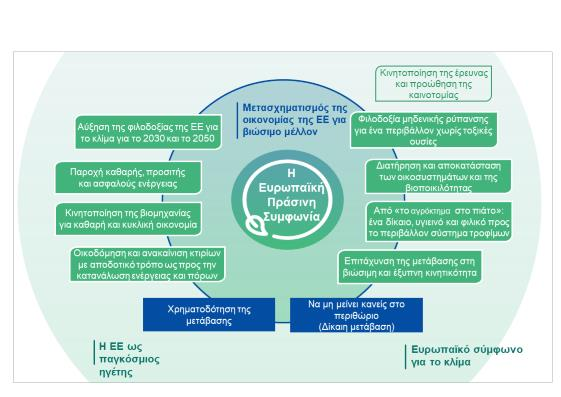 Κινητοποίηση της έρευνας
και προώθηση της
καινοτομίας
Μετασχηματισμός της
οικονομίας της ΕΕ για
βιώσιμο μέλλον
Αύξηση της φιλοδοξίας της ΕΕ για
το κλίμα για το 2030 και το 2050
Φιλοδοξία μηδενικής ρύπανσης
για ένα περιβάλλον χωρίς τοξικές
ουσίες
Παροχή καθαρής, προσιτής
και ασφαλούς ενέργειας
Διατήρηση και αποκατάσταση
των οικοσυστημάτων και της
βιοποικιλότητας
Η
Ευρωπαϊκή
Πράσινη
Συμφωνία
Κινητοποίηση της βιομηχανίας
για καθαρή και κυκλική οικονομία
Από «το αγρόκτημα στο πιάτο»:
ένα δίκαιο, υγιεινό και φιλικό προς
το περιβάλλον σύστημα τροφίμων
Οικοδόμηση και ανακαίνιση κτιρίων
με αποδοτικό τρόπο ως προς την
κατανάλωση ενέργειας και πόρων
Επιτάχυνση της μετάβασης στη
βιώσιμη και έξυπνη κινητικότητα
Χρηματοδότηση της
μετάβασης
Να μη μείνει κανείς στο
περιθώριο
(Δίκαιη μετάβαση)
Η ΕΕ ως
παγκόσμιος
ηγέτης
Ευρωπαϊκό σύμφωνο
για το κλίμα